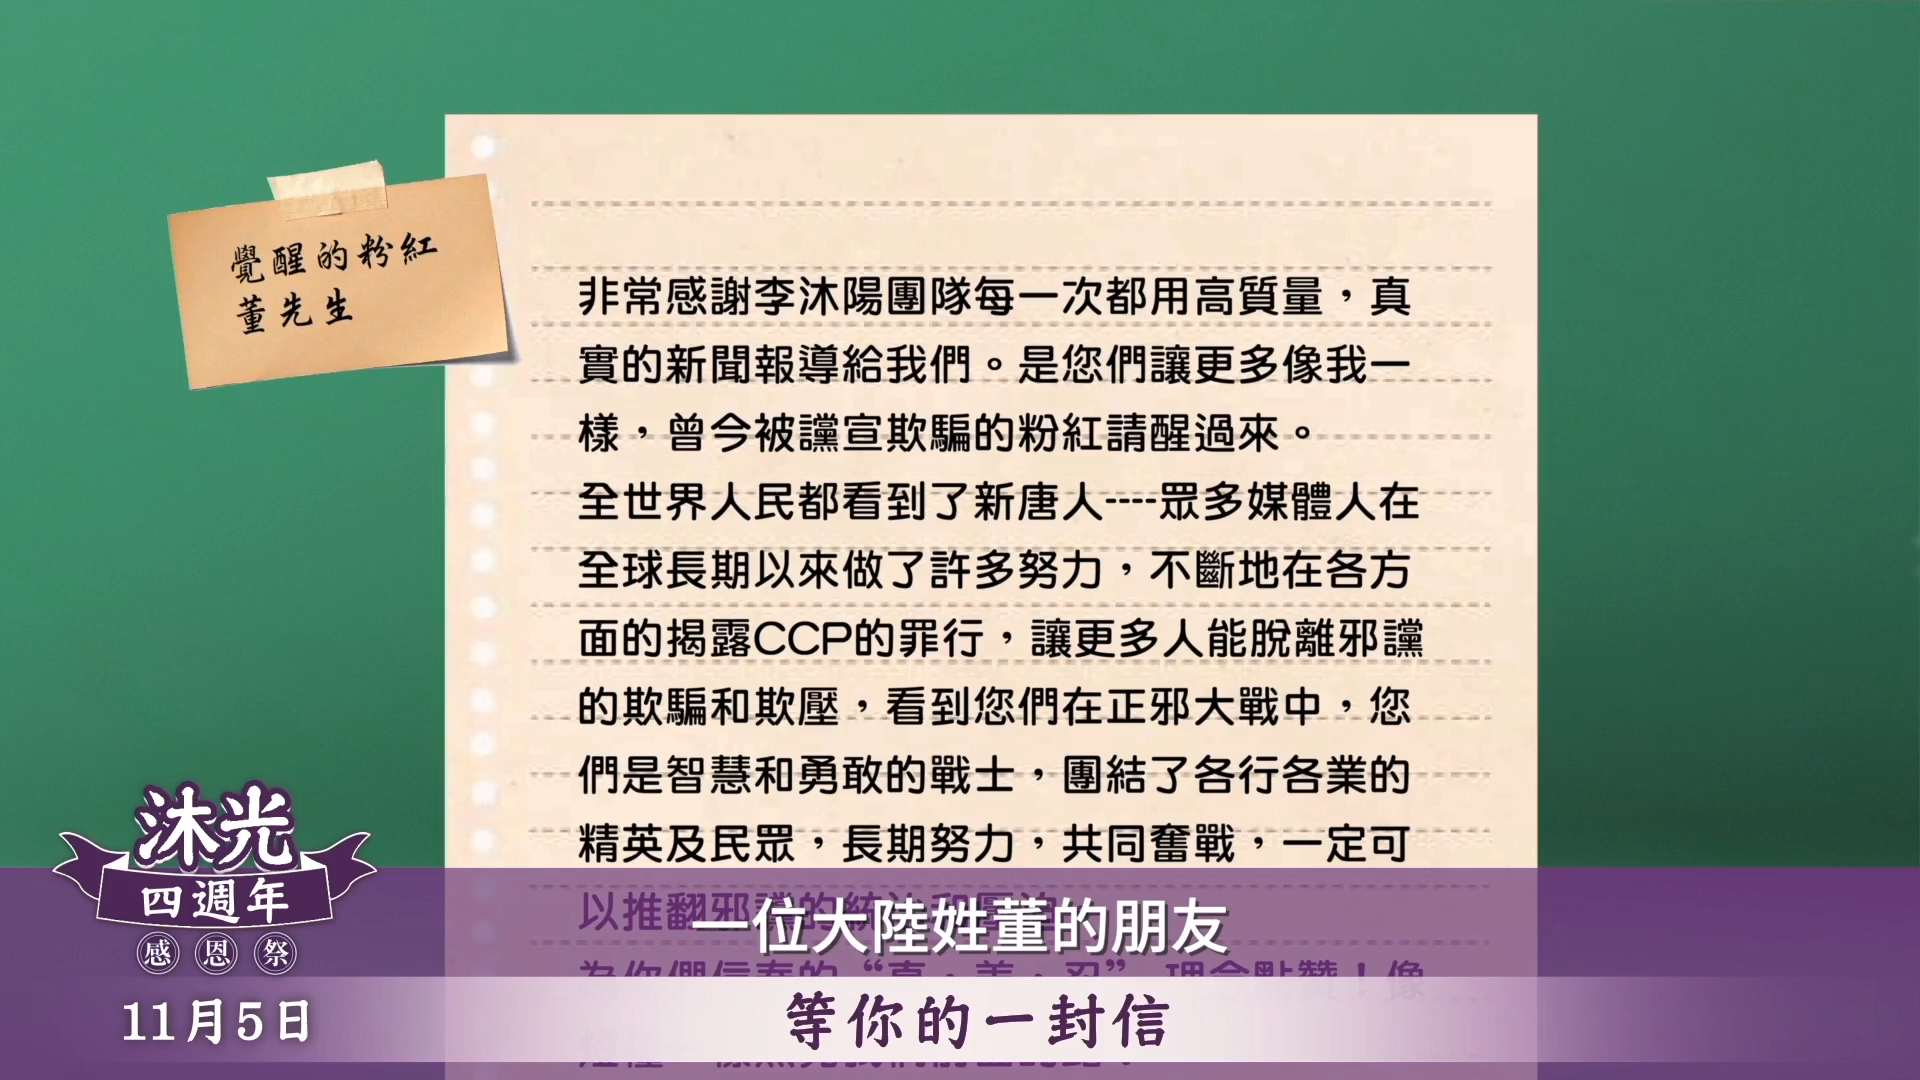 覺醒的粉紅
董先生
非常感謝李沐陽團隊每一次都用高質量，真
實的新聞報導給我們。是您們讓更多像我一
樣，曾今被讜宣欺騙的粉紅請醒過來。
全世界人民都看到了新唐人----眾多媒體人在
全球長期以來做了許多努力，不斷地在各方
面的揭露CCP的罪行，讓更多人能脫離邪讜
的欺騙和欺壓，看到您們在正邪大戰中，您
們是智慧和勇敢的戰士，團結了各行各業的
精英及民眾，長期努力，共同奮戰，一定可
以推翻邪
一位大陸姓董的朋友
沐光
四週年
感恩祭
11月5日
等你的一封信